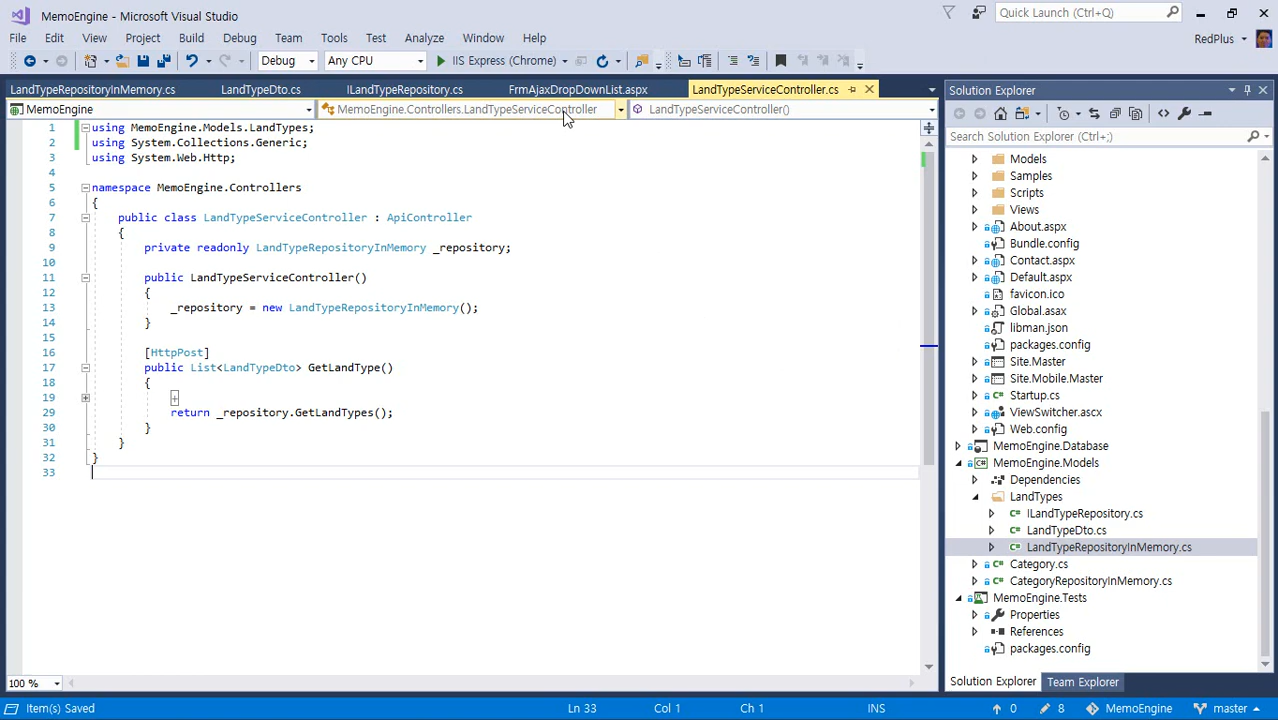 MemoEngine - Microsoft Visual Studio
Quick Launch (Ctrl+Q)
File Edit View Project Build Debug Team Tools Test Analyze Window Help
RedPlus
Debug Any CPU IIS Express (Chrome)
LandTypeRepositoryInMemory.cs LandTypeDto.cs ILandTypeRepository.cs FrmAjaxDropDownList.aspx LandTypeServiceController.cs
MemoEngine MemoEngine.Controllers.LandTypeServiceController LandTypeServiceController()
1 using MemoEngine.Models.LandTypes;
2 using System.Collections.Generic;
3 using System.Web.Http;
4
5 namespace MemoEngine.Controllers
6 {
7 public class LandTypeServiceController : ApiController
8 {
9 private readonly LandTypeRepositoryInMemory _repository;
10
11 public LandTypeServiceController()
12 {
13 _repository = new LandTypeRepositoryInMemory();
14 }
15
16 [HttpPost]
17 public List<LandTypeDto> GetLandType()
18 {
19 +
29 return _repository.GetLandTypes();
30 }
31 }
32 }
33
100 %
Solution Explorer
Search Solution Explorer (Ctrl+;)
Models
Samples
Scripts
Views
About.aspx
Bundle.config
Contact.aspx
Default.aspx
favicon.ico
Global.asax
libman.json
packages.config
Site.Master
Site.Mobile.Master
Startup.cs
ViewSwitcher.ascx
Web.config
MemoEngine.Database
MemoEngine.Models
Dependencies
LandTypes
ILandTypeRepository.cs
LandTypeDto.cs
LandTypeRepositoryInMemory.cs
Category.cs
CategoryRepositoryInMemory.cs
MemoEngine.Tests
Properties
References
packages.config
Solution Explorer Team Explorer
Item(s) Saved Ln 33 Col 1 Ch 1 INS 0 8 MemoEngine master